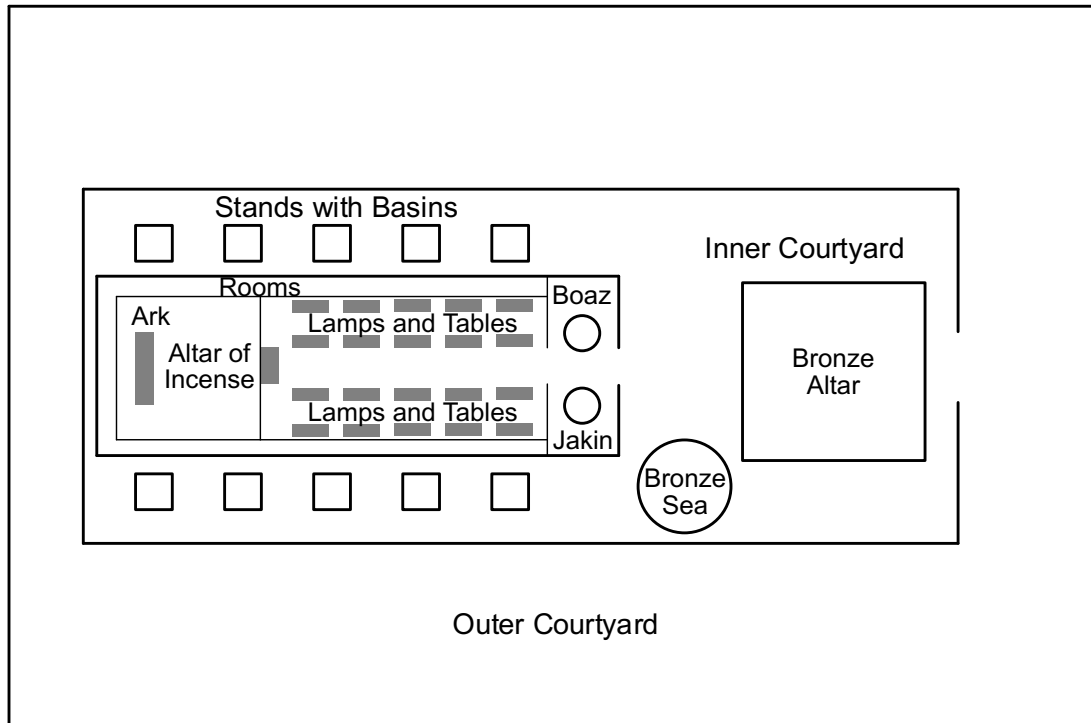 Stands with Basins
Inner Courtyard
Rooms
Boaz
Ark
Lamps and Tables
Altar of
Incense
Bronze
Altar
Lamps and Tables
Jakin
Bronze
Sea
Outer Courtyard